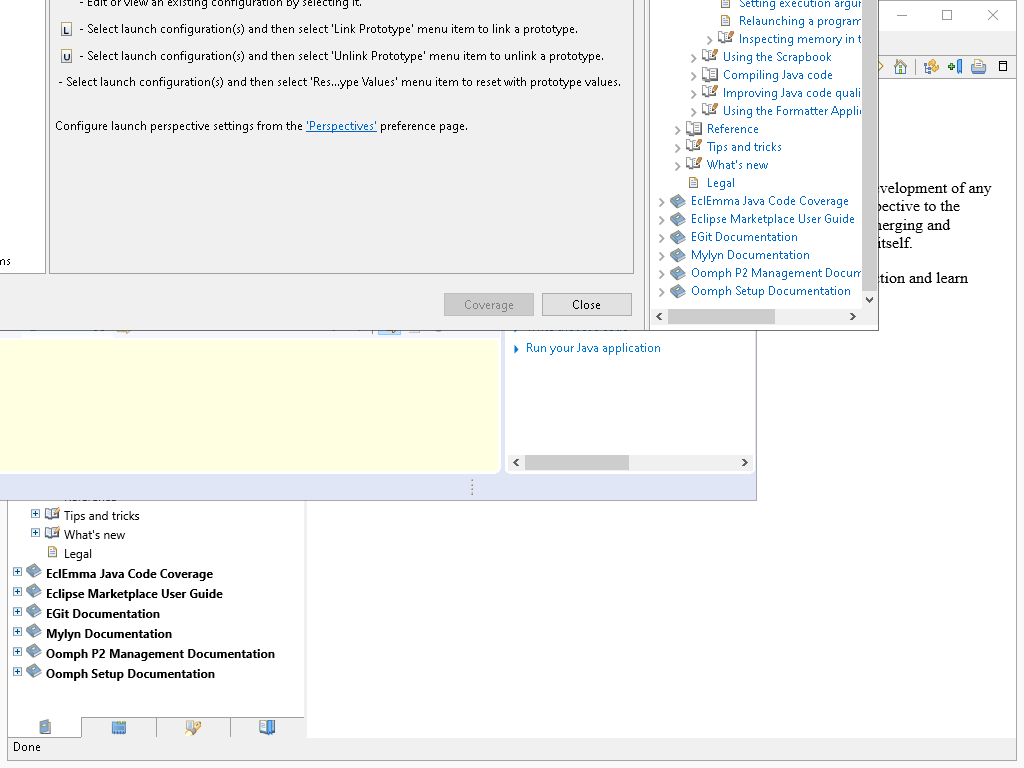 - Edit or view an existing configuration by selecting it.
L - Select launch configuration(s) and then select 'Link Prototype' menu item to link a prototype.
U - Select launch configuration(s) and then select 'Unlink Prototype' menu item to unlink a prototype.
- Select launch configuration(s) and then select 'Res...ype Values' menu item to reset with prototype values.
Configure launch perspective settings from the 'Perspectives' preference page.
ms
Coverage
Close
Setting execution argur
Relaunching a program
Inspecting memory in t
Using the Scrapbook
Compiling Java code
Improving Java code quali
Using the Formatter Applic
Reference
Tips and tricks
What's new
Legal
EclEmma Java Code Coverage
Eclipse Marketplace User Guide
EGit Documentation
Mylyn Documentation
Oomph P2 Management Docum
Oomph Setup Documentation
evelopment of any
pective to the
nerging and
itself.
ction and learn
Run your Java application
Tips and tricks
What's new
Legal
EclEmma Java Code Coverage
Eclipse Marketplace User Guide
EGit Documentation
Mylyn Documentation
Oomph P2 Management Documentation
Oomph Setup Documentation
Done